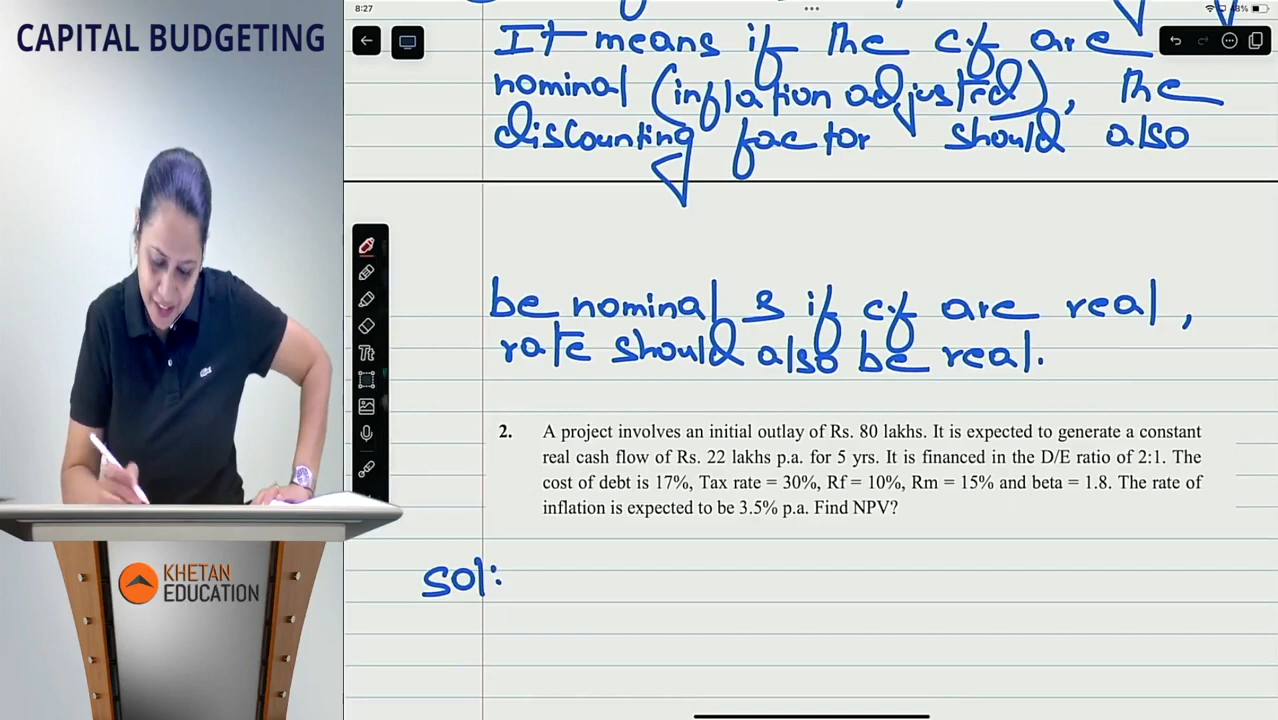 CAPITAL BUDGETING
8:27
48%
It means if the cf are
nominal (inflation adjusted), the
discounting factor should also
be nominal & if cf are real,
rate should also be real.
2. A project involves an initial outlay of Rs. 80 lakhs. It is expected to generate a constant
real cash flow of Rs. 22 lakhs p.a. for 5 yrs. It is financed in the D/E ratio of 2:1. The
cost of debt is 17%, Tax rate = 30%, Rf = 10%, Rm = 15% and beta = 1.8. The rate of
inflation is expected to be 3.5% p.a. Find NPV?
Sol:
Tt
KHETAN
EDUCATION